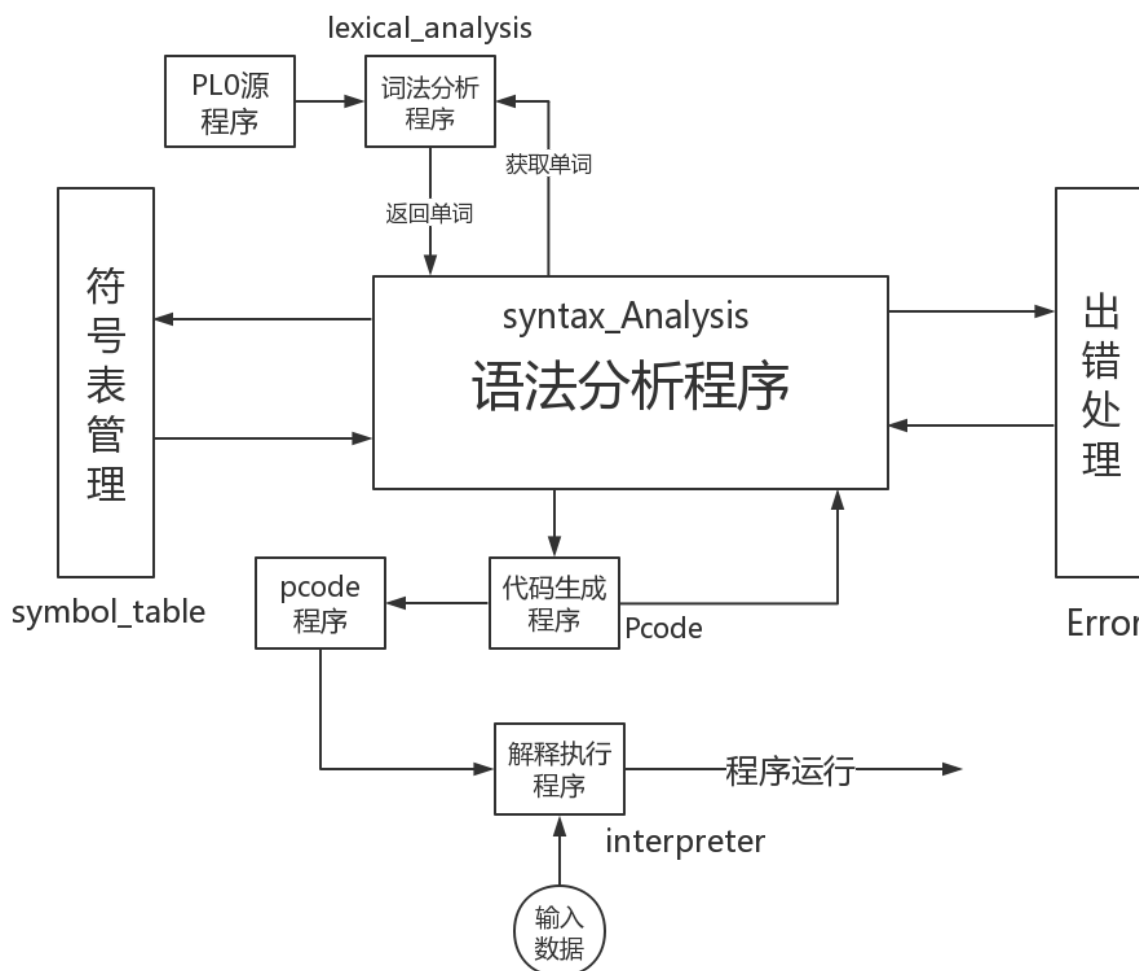 lexical_analysis
PL0源
程序
词法分析
程序
获取单词
返回单词
符
号
表
管
理
symbol_table
syntax_Analysis
语法分析程序
出
错
处
理
Error
pcode
程序
代码生成
程序
Pcode
解释执行
程序
程序运行
interpreter
输入
数据